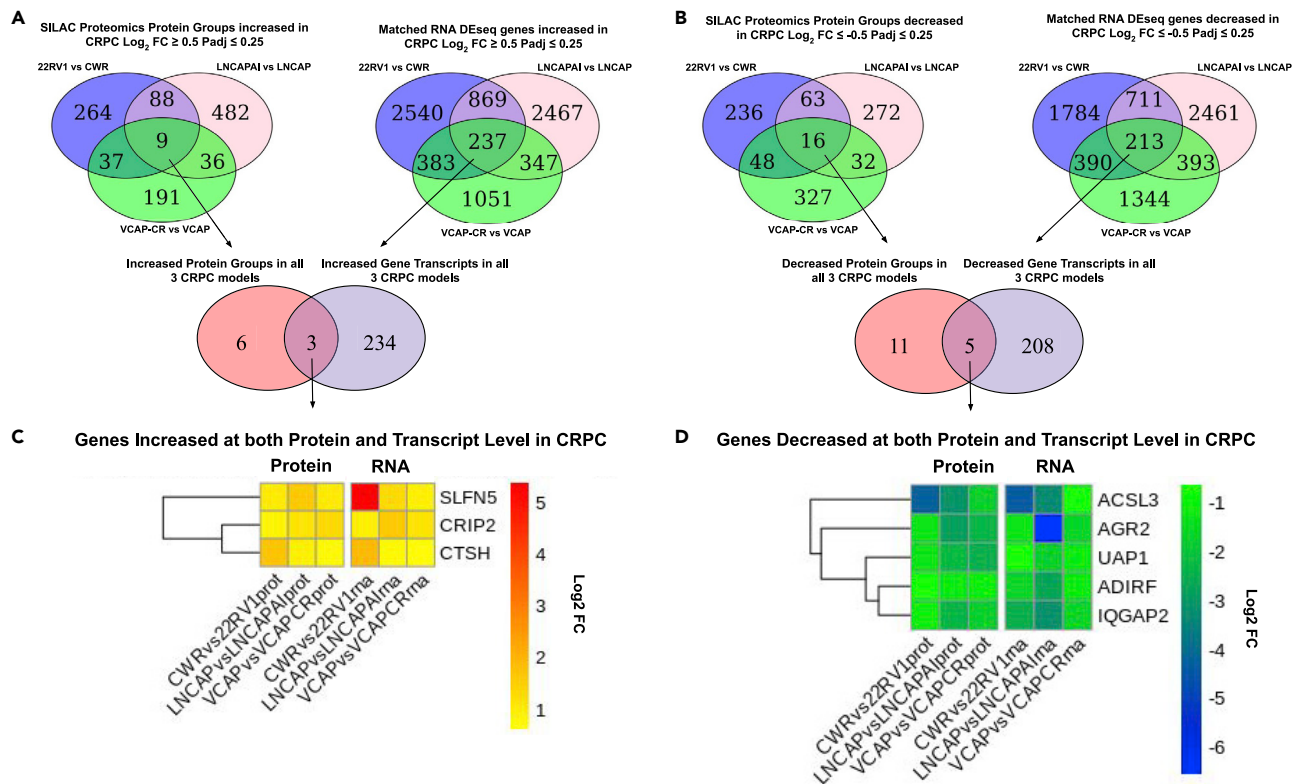 A
SILAC Proteomics Protein Groups increased in
CRPC Log2 FC ≥ 0.5 Padj ≤ 0.25
Matched RNA DEseq genes increased in
CRPC Log2 FC ≥ 0.5 Padj ≤ 0.25
22RV1 vs CWR
LNCAPAI vs LNCAP
22RV1 vs CWR
LNCAPAI vs LNCAP
264
88
482
9
37
36
191
2540
869
2467
237
383
347
1051
VCAP-CR vs VCAP
VCAP-CR vs VCAP
Increased Protein Groups in all
3 CRPC models
Increased Gene Transcripts in all
3 CRPC models
6
3
234
B
SILAC Proteomics Protein Groups decreased
in CRPC Log2 FC ≤ -0.5 Padj ≤ 0.25
Matched RNA DEseq genes decreased in
CRPC Log2 FC ≤ -0.5 Padj ≤ 0.25
22RV1 vs CWR
LNCAPAI vs LNCAP
22RV1 vs CWR
LNCAPAI vs LNCAP
236
63
272
16
48
32
327
1784
711
2461
213
390
393
1344
VCAP-CR vs VCAP
VCAP-CR vs VCAP
Decreased Protein Groups in
all 3 CRPC models
Decreased Gene Transcripts in all
3 CRPC models
11
5
208
C
Genes Increased at both Protein and Transcript Level in CRPC
Protein
RNA
SLFN5
CRIP2
CTSH
CWRvs22RV1prot
LNCAPvsLNCAPAIprot
VCAPvsVCAPCRprot
CWRvs22RV1rna
LNCAPvsLNCAPAIrna
VCAPvsVCAPCRrna
5
4
3
2
1
Log2 FC
D
Genes Decreased at both Protein and Transcript Level in CRPC
Protein
RNA
ACSL3
AGR2
UAP1
ADIRF
IQGAP2
CWRvs22RV1prot
LNCAPvsLNCAPAIprot
VCAPvsVCAPCRprot
CWRvs22RV1rna
LNCAPvsLNCAPAIrna
VCAPvsVCAPCRrna
-1
-2
-3
-4
-5
-6
Log2 FC